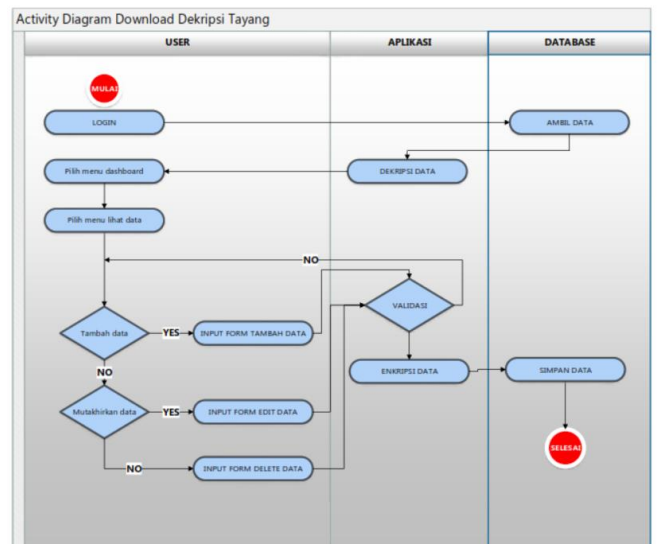 Activity Diagram Download Dekripsi Tayang
USER
APLIKASI
DATABASE
MULAI
LOGIN
AMBIL DATA
Pilih menu dashboard
DEKRIPSI DATA
Pilih menu lihat data
NO
VALIDASI
Tambah data
YES
INPUT FORM TAMBAH DATA
NO
ENKRIPSI DATA
SIMPAN DATA
Mutakhirkan data
YES
INPUT FORM EDIT DATA
SELESAI
NO
INPUT FORM DELETE DATA